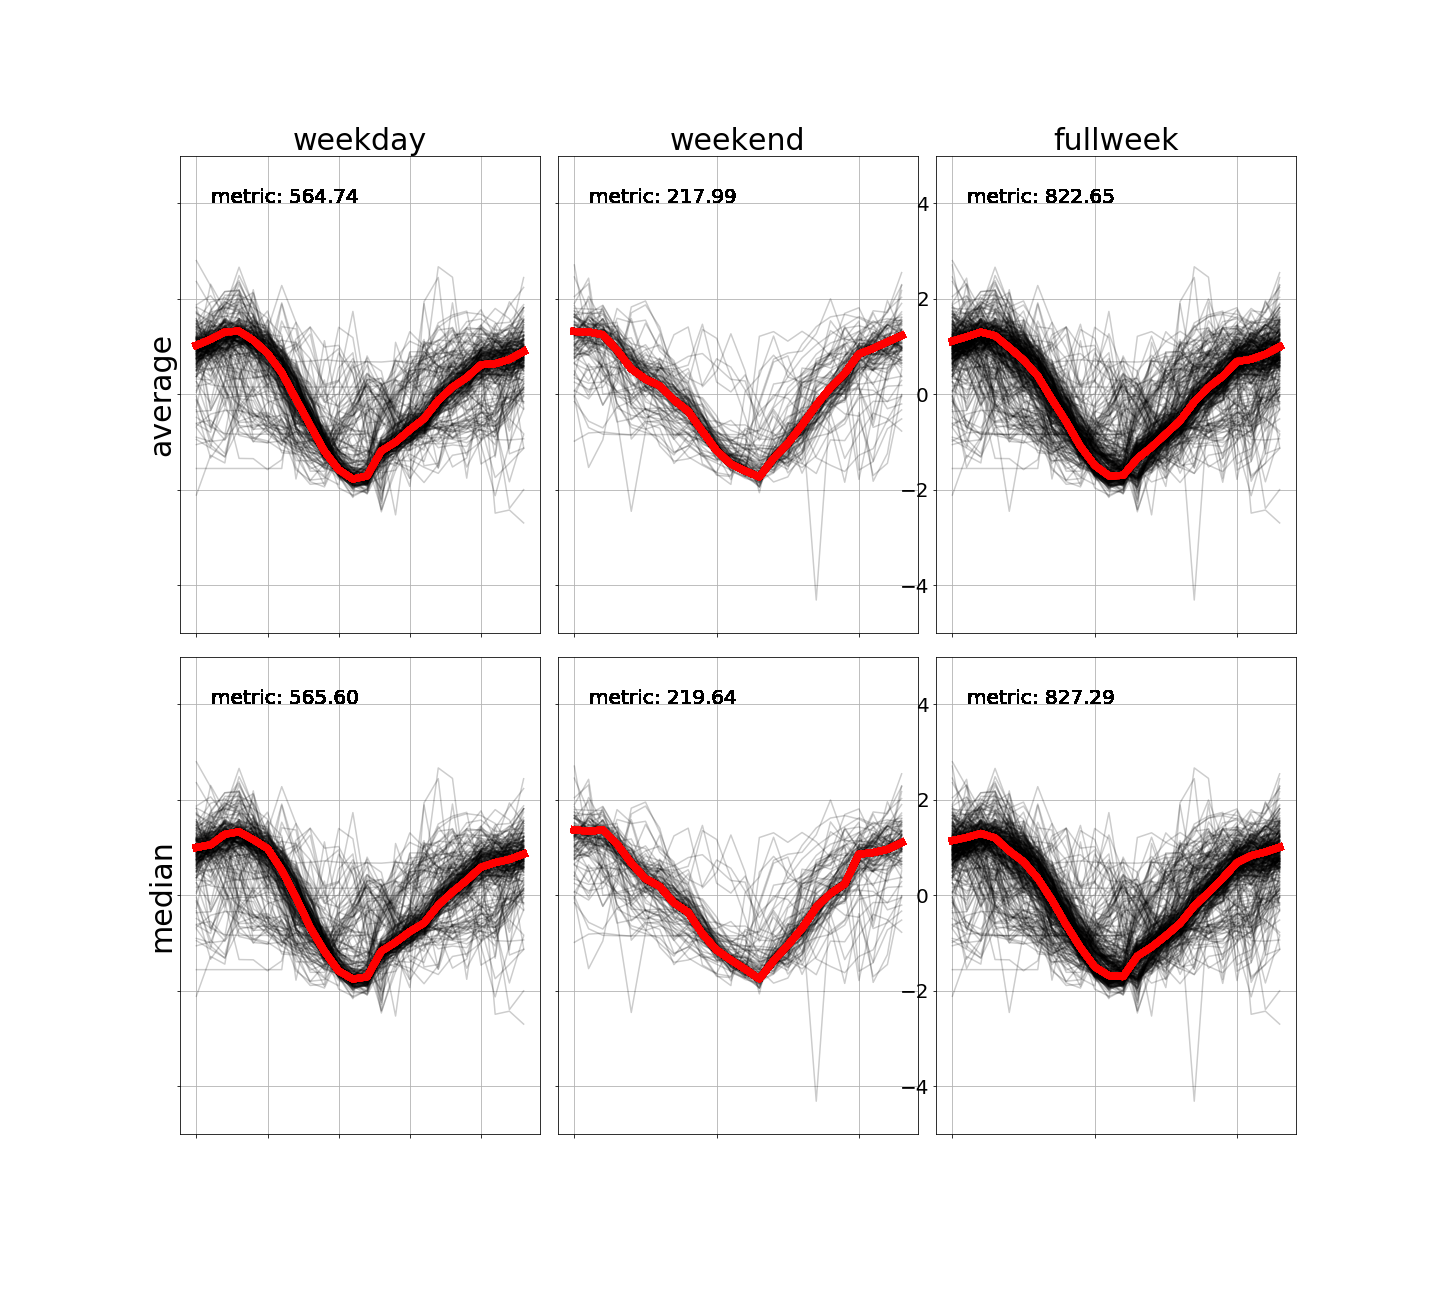 weekday weekend fullweek
average
metric: 564.74
metric: 217.99
metric: 822.65
4
2
0
−2
−4
median
metric: 565.60
metric: 219.64
metric: 827.29
4
2
0
−2
−4